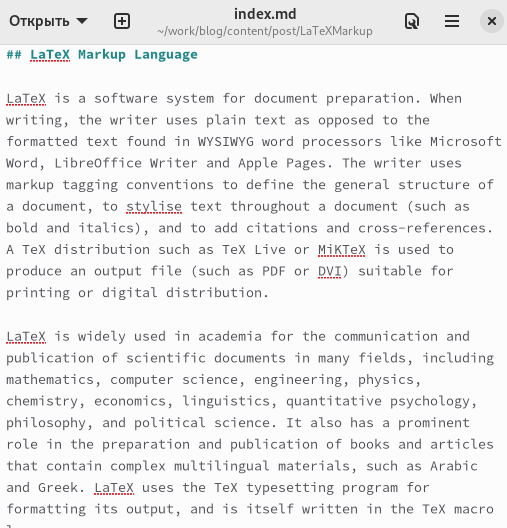 Открыть
index.md
~/work/blog/content/post/LaTeXMarkup
## LaTeX Markup Language
LaTeX is a software system for document preparation. When
writing, the writer uses plain text as opposed to the
formatted text found in WYSIWYG word processors like Microsoft
Word, LibreOffice Writer and Apple Pages. The writer uses
markup tagging conventions to define the general structure of
a document, to stylise text throughout a document (such as
bold and italics), and to add citations and cross-references.
A TeX distribution such as TeX Live or MiKTeX is used to
produce an output file (such as PDF or DVI) suitable for
printing or digital distribution.
LaTeX is widely used in academia for the communication and
publication of scientific documents in many fields, including
mathematics, computer science, engineering, physics,
chemistry, economics, linguistics, quantitative psychology,
philosophy, and political science. It also has a prominent
role in the preparation and publication of books and articles
that contain complex multilingual materials, such as Arabic
and Greek. LaTeX uses the TeX typesetting program for
formatting its output, and is itself written in the TeX macro